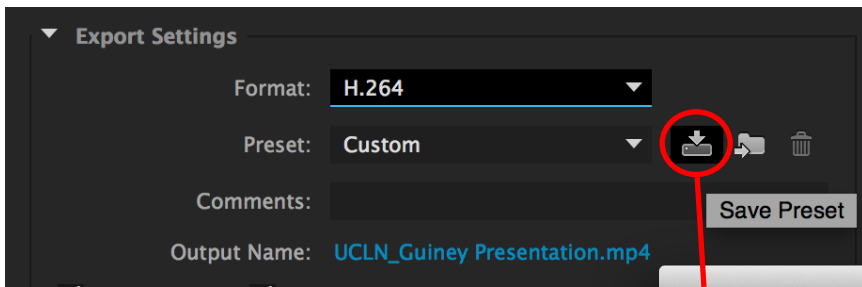 Export Settings
Format: H.264
Preset: Custom
Save Preset
Comments:
Output Name: UCLN_Guiney Presentation.mp4